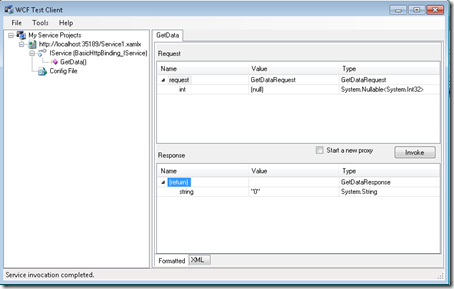 WCF Test Client
File Tools Help
My Service Projects
http://localhost:35189/Service1.xamlx
IService (BasicHttpBinding_IService)
GetData()
Config File
GetData
Request
Name Value Type
request GetDataRequest GetDataRequest
int (null) System.Nullable<System.Int32>
Response
Start a new proxy
Invoke
Name Value Type
(return) GetDataResponse
string "0" System.String
Formatted XML
Service invocation completed.